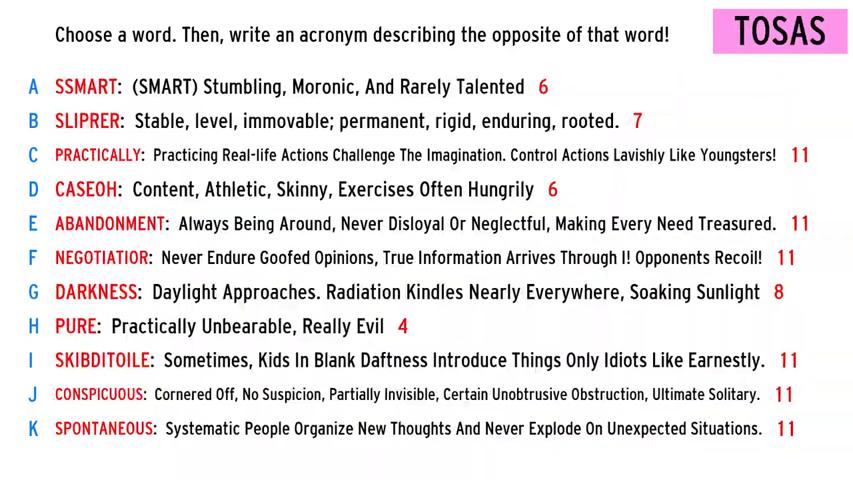 Choose a word. Then, write an acronym describing the opposite of that word!
TOSAS
A SSMART: (SMART) Stumbling, Moronic, And Rarely Talented 6
B SLIPRER: Stable, level, immovable; permanent, rigid, enduring, rooted. 7
C PRACTICALLY: Practicing Real-life Actions Challenge The Imagination. Control Actions Lavishly Like Youngsters! 11
D CASEOH: Content, Athletic, Skinny, Exercises Often Hungrily 6
E ABANDONMENT: Always Being Around, Never Disloyal Or Neglectful, Making Every Need Treasured. 11
F NEGOTIATIOR: Never Endure Goofed Opinions, True Information Arrives Through I! Opponents Recoil! 11
G DARKNESS: Daylight Approaches. Radiation Kindles Nearly Everywhere, Soaking Sunlight 8
H PURE: Practically Unbearable, Really Evil 4
I SKIBDITOILE: Sometimes, Kids In Blank Daftness Introduce Things Only Idiots Like Earnestly. 11
J CONSPICUOUS: Cornered Off, No Suspicion, Partially Invisible, Certain Unobtrusive Obstruction, Ultimate Solitary. 11
K SPONTANEOUS: Systematic People Organize New Thoughts And Never Explode On Unexpected Situations. 11